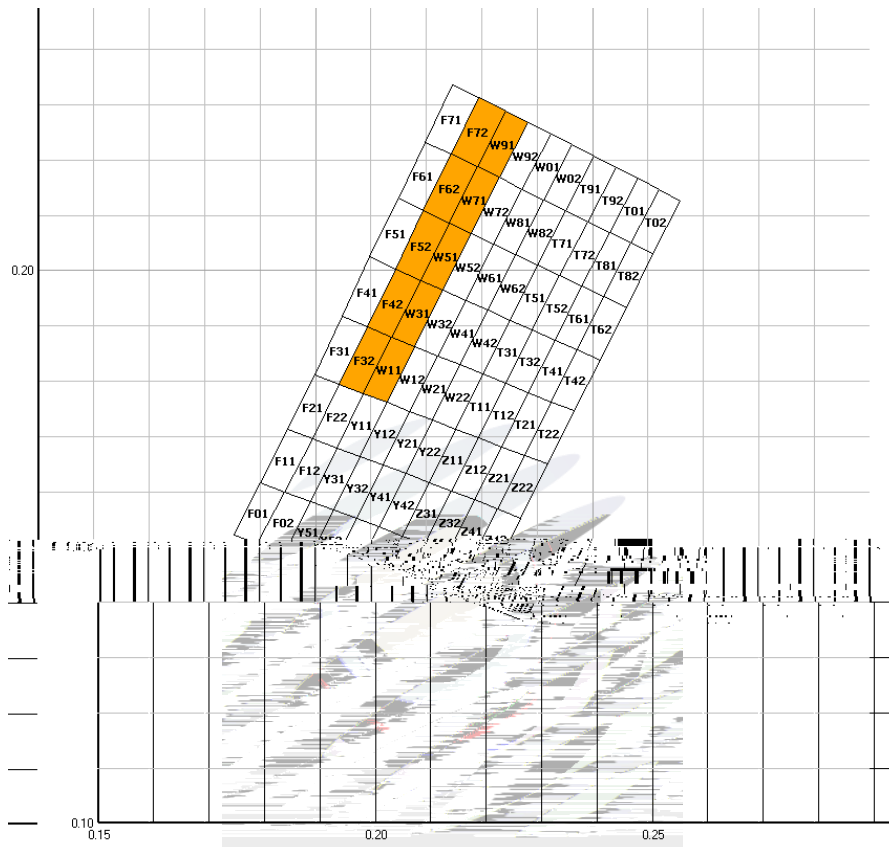 F71 F72 W91 W92 W01 W02 T91 T92 T01 T02
F61 F62 W71 W72 W81 W82 T71 T72 T81 T82
0.20
F51 F52 W51 W52 W61 W62 T51 T52 T61 T62
F41 F42 W31 W32 W41 W42 T31 T32 T41 T42
F31 F32 W11 W12 W21 W22 T11 T12 T21 T22
F21 F22 Y11 Y12 Y21 Y22 Z11 Z12 Z21 Z22
F11 F12 Y31 Y32 Y41 Y42 Z31 Z32 Z41
F01 F02 Y51
0.10
0.15 0.20 0.25